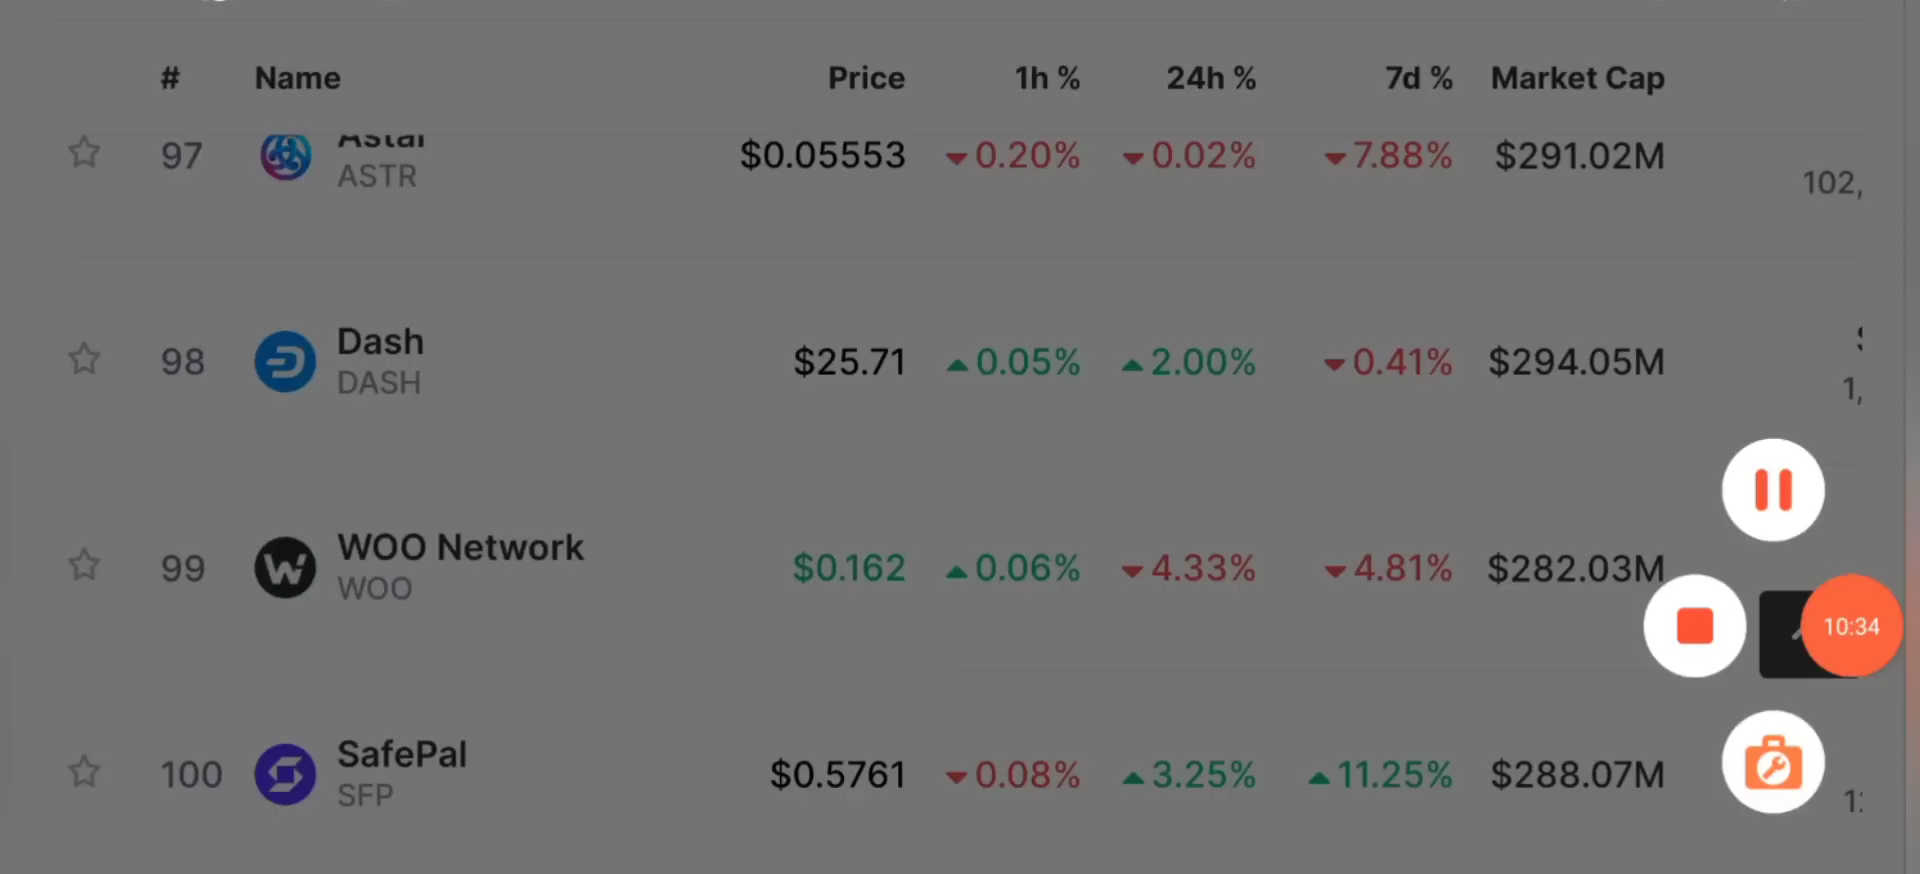 # Name Price 1h % 24h % 7d % Market Cap
97 Astar $0.05553 0.20% 0.02% 7.88% $291.02M
ASTR 102,
98 Dash $25.71 0.05% 2.00% 0.41% $294.05M
DASH 1,
99 WOO Network $0.162 0.06% 4.33% 4.81% $282.03M
WOO
10:34
100 SafePal $0.5761 0.08% 3.25% 11.25% $288.07M
SFP